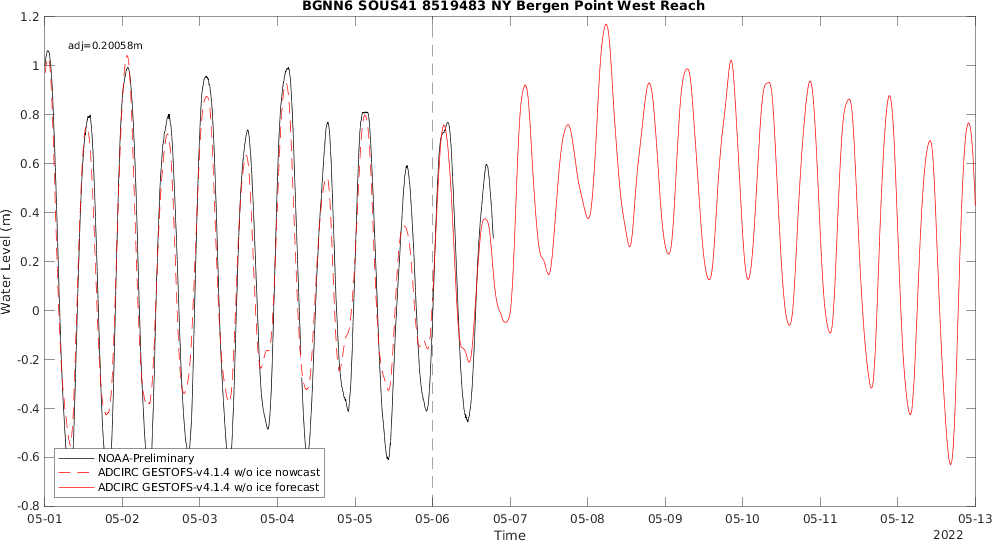 BGNN6 SOUS41 8519483 NY Bergen Point West Reach
1.2
adj=0.20058m
1
0.8
0.6
0.4
0.2
0
-0.2
-0.4
-0.6
-0.8
Water Level (m)
NOAA-Preliminary
ADCIRC GESTOFS-v4.1.4 w/o ice nowcast
ADCIRC GESTOFS-v4.1.4 w/o ice forecast
05-01 05-02 05-03 05-04 05-05 05-06 05-07 05-08 05-09 05-10 05-11 05-12 05-13
Time
2022